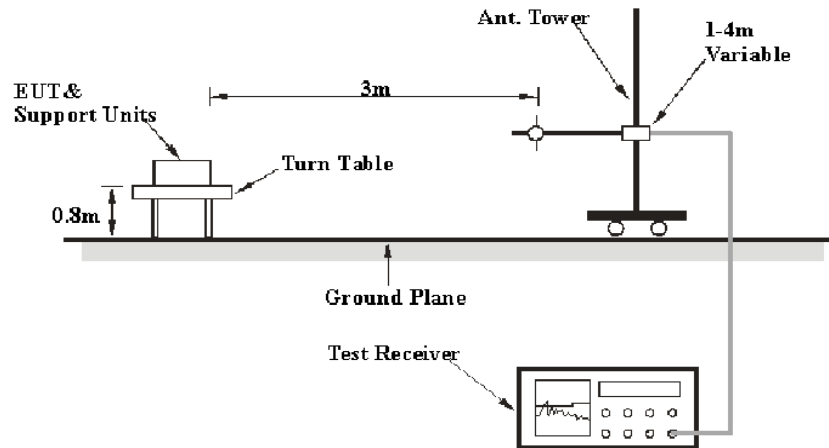 Ant. Tower
1-4m
Variable
EUT&
Support Units
3m
Turn Table
0.8m
Ground Plane
Test Receiver